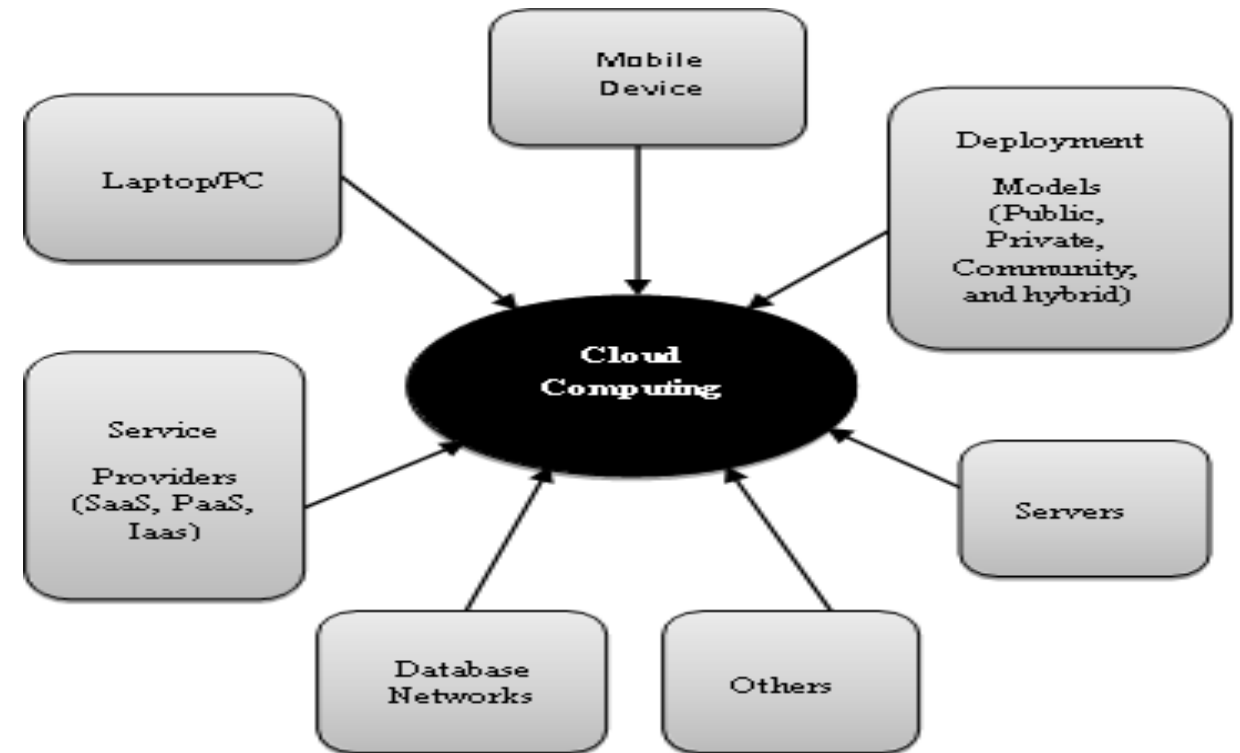 Mobile
Device
Laptop/PC
Deployment
Models
(Public,
Private,
Community,
and hybrid)
Cloud
Computing
Service
Providers
(SaaS, PaaS,
Iaas)
Servers
Database
Networks
Others